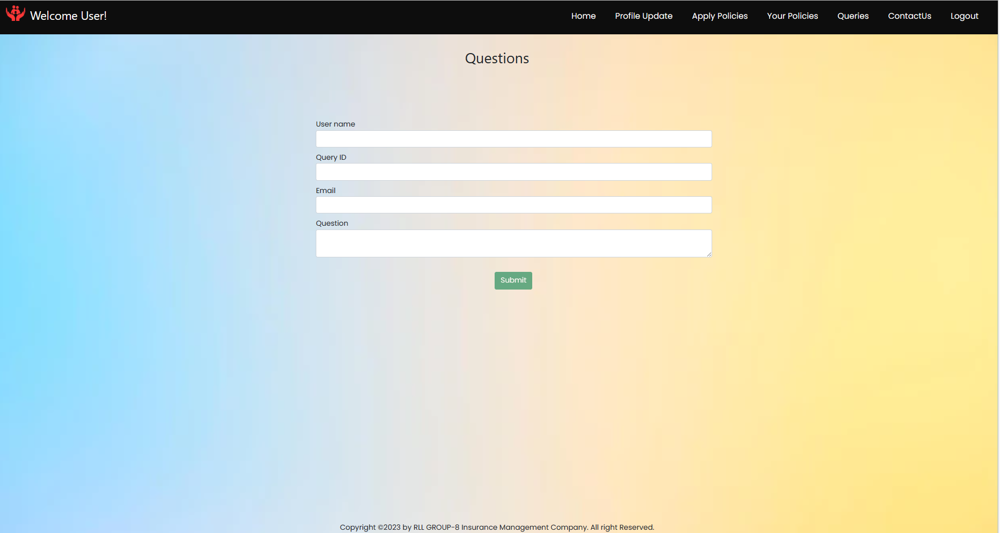 Welcome User!
Home Profile Update Apply Policies Your Policies Queries ContactUs Logout
Questions
User name
Query ID
Email
Question
Submit
Copyright ©2023 by RLL GROUP-8 Insurance Management Company. All right Reserved.